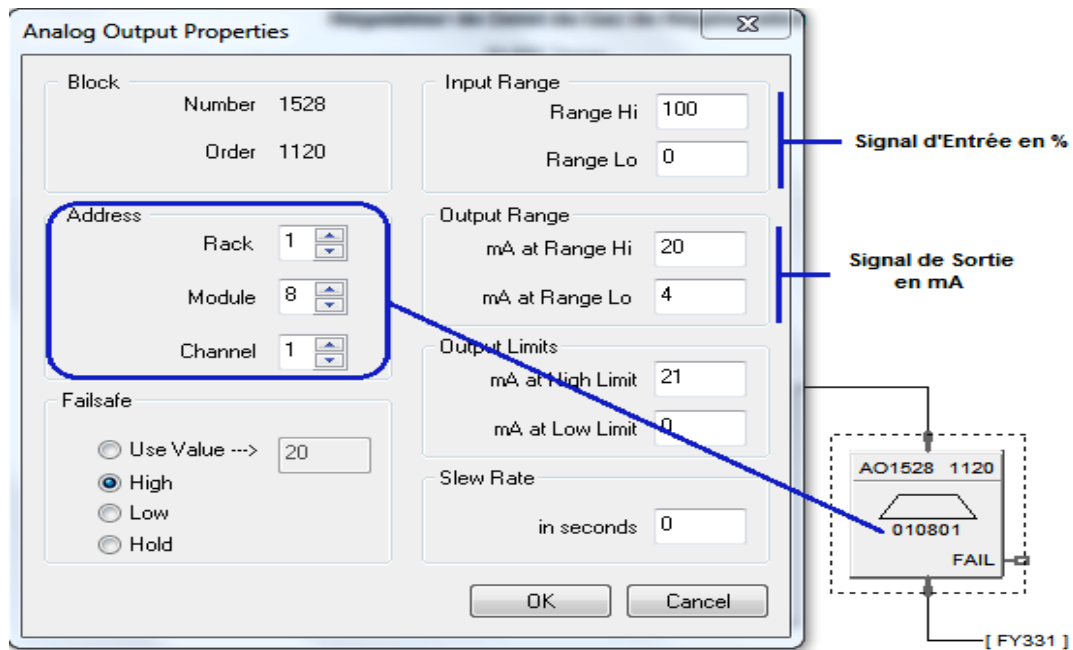 Analog Output Properties
Block
Number 1528
Order 1120
Address
Rack 1
Module 8
Channel 1
Failsafe
Use Value ---> 20
High
Low
Hold
Input Range
Range Hi 100
Range Lo 0
Output Range
mA at Range Hi 20
mA at Range Lo 4
Output Limits
mA at High Limit 21
mA at Low Limit 0
Slew Rate
in seconds 0
OK Cancel
Signal d'Entrée en %
Signal de Sortie
en mA
AO1528 1120
010801
FAIL
[ FY331 ]